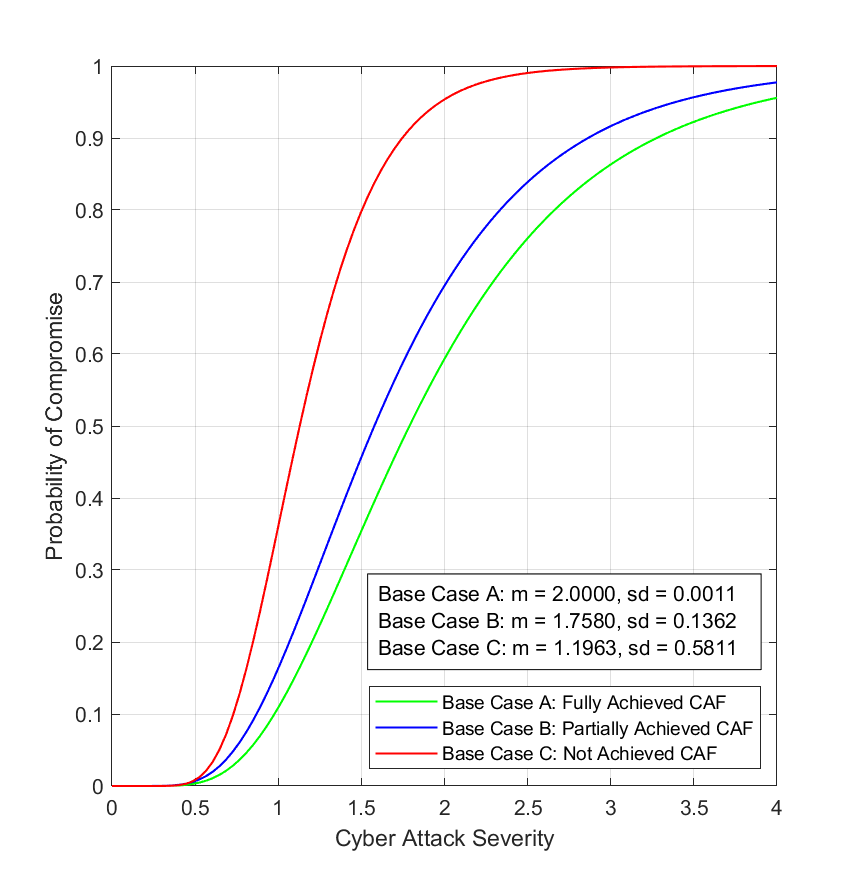 1
0.9
0.8
0.7
0.6
0.5
0.4
0.3
0.2
0.1
0
Probability of Compromise
Base Case A: m = 2.0000, sd = 0.0011
Base Case B: m = 1.7580, sd = 0.1362
Base Case C: m = 1.1963, sd = 0.5811
Base Case A: Fully Achieved CAF
Base Case B: Partially Achieved CAF
Base Case C: Not Achieved CAF
0 0.5 1 1.5 2 2.5 3 3.5 4
Cyber Attack Severity